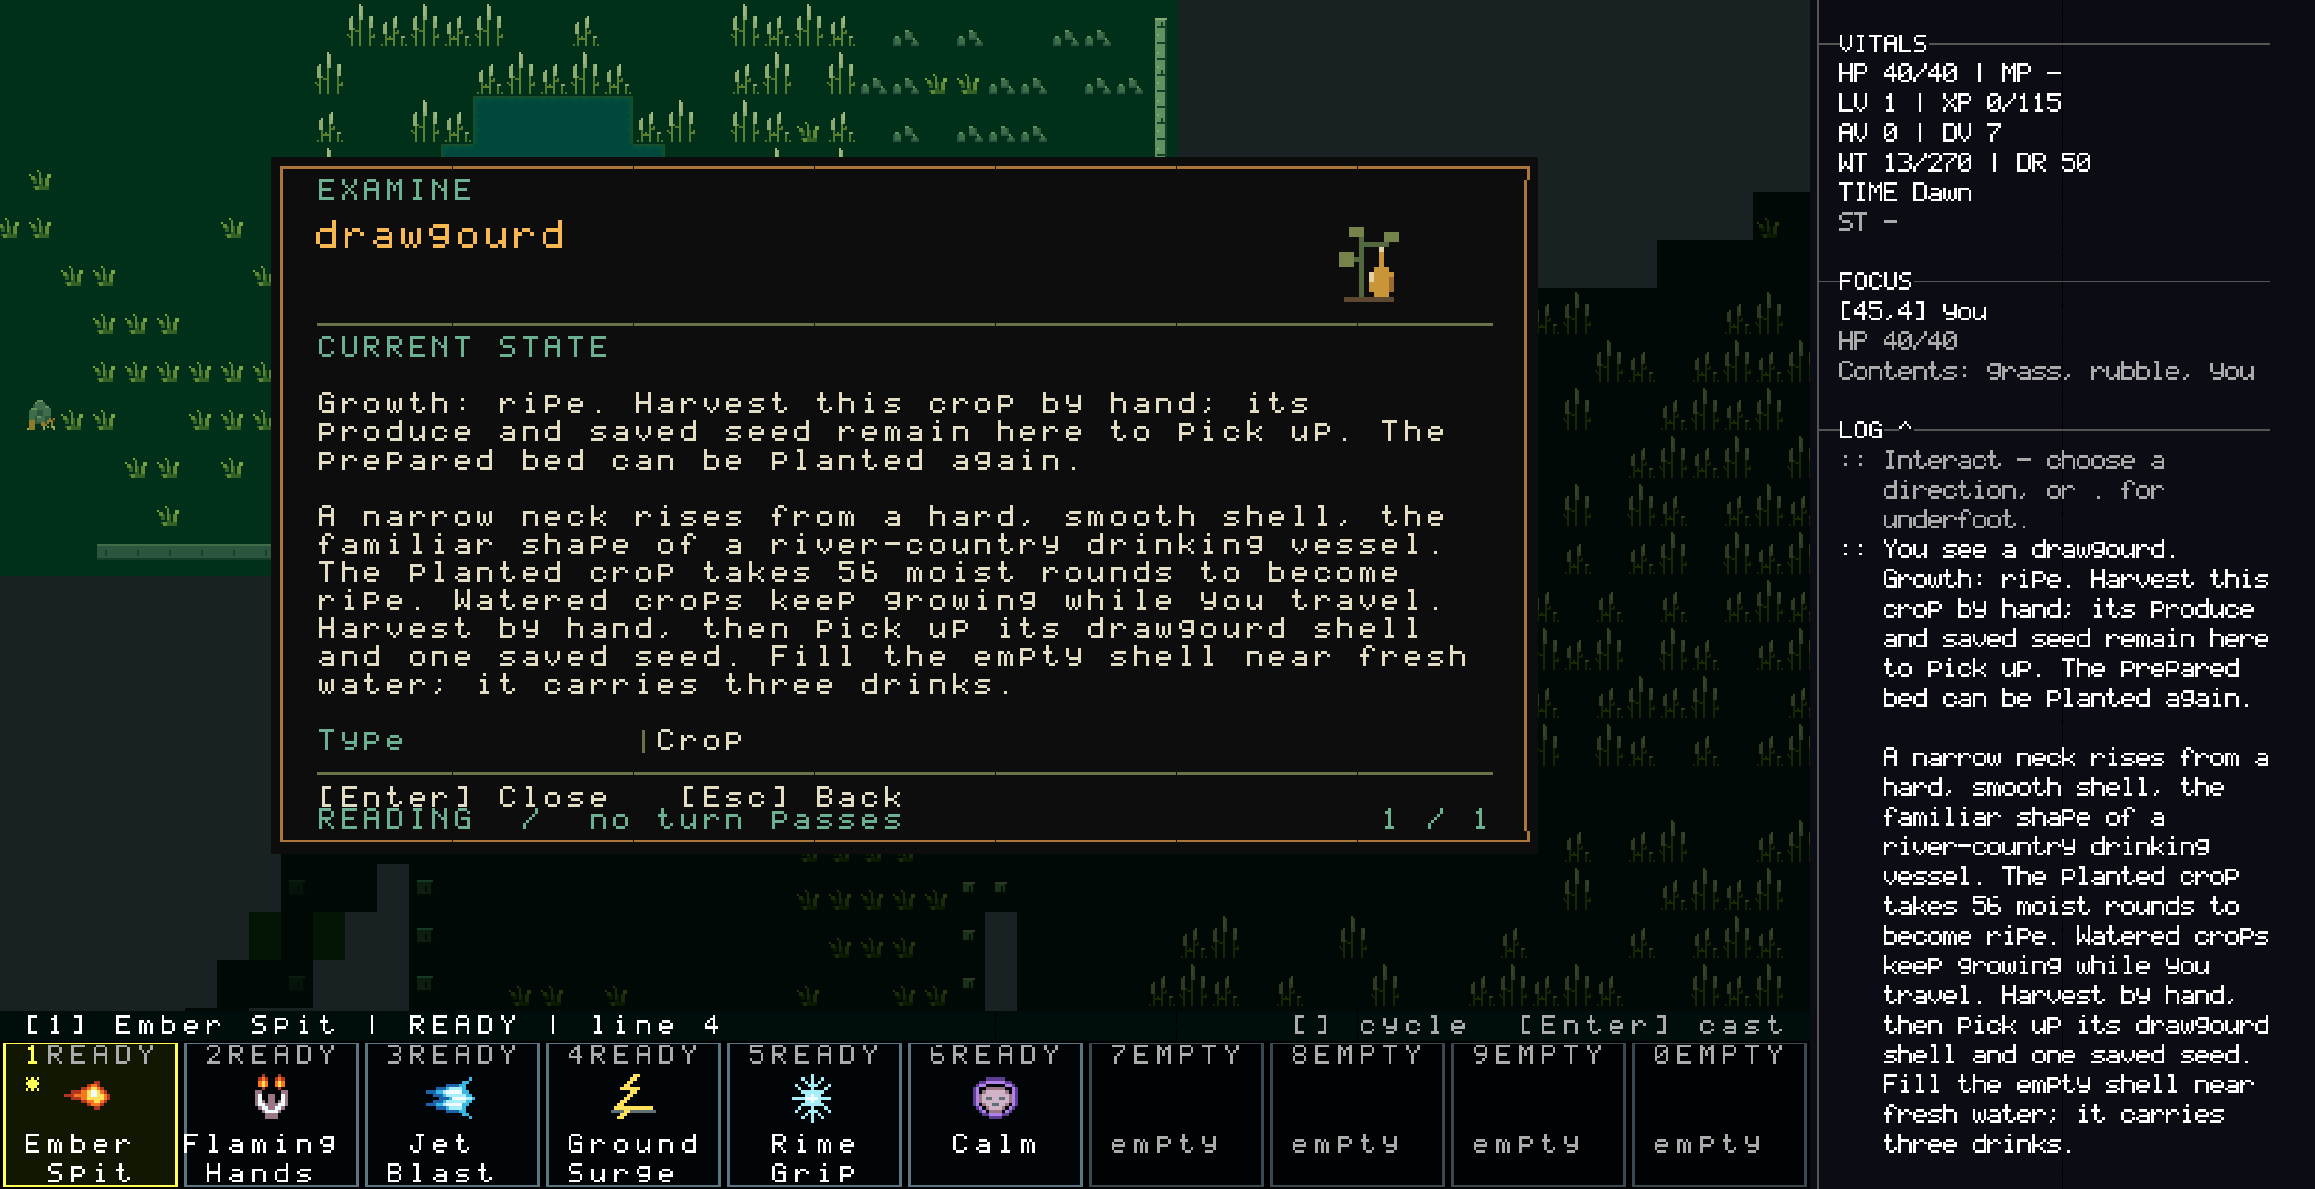 EXAMINE
drawgourd
CURRENT STATE
Growth: ripe. Harvest this crop by hand; its
produce and saved seed remain here to pick up. The
prepared bed can be planted again.
A narrow neck rises from a hard, smooth shell, the
familiar shape of a river-country drinking vessel.
The planted crop takes 56 moist rounds to become
ripe. Watered crops keep growing while you travel.
Harvest by hand, then pick up its drawgourd shell
and one saved seed. Fill the empty shell near fresh
water; it carries three drinks.
Type |Crop
[Enter] Close [Esc] Back
READING / no turn passes 1 / 1
[1] Ember Spit | READY | line 4 [] cycle [Enter] cast
1READY 2READY 3READY 4READY 5READY 6READY 7EMPTY 8EMPTY 9EMPTY 0EMPTY
Ember Flaming Jet Ground Rime Calm empty empty empty empty
Spit Hands Blast Surge Grip
VITALS
HP 40/40 | MP -
LV 1 | XP 0/115
AV 0 | DV 7
WT 13/270 | DR 50
TIME Dawn
ST -
FOCUS
[45,4] you
HP 40/40
Contents: grass, rubble, you
LOG ^
:: Interact - choose a
direction, or . for
underfoot.
:: You see a drawgourd.
Growth: ripe. Harvest this
crop by hand; its produce
and saved seed remain here
to pick up. The prepared
bed can be planted again.
A narrow neck rises from a
hard, smooth shell, the
familiar shape of a
river-country drinking
vessel. The planted crop
takes 56 moist rounds to
become ripe. Watered crops
keep growing while you
travel. Harvest by hand,
then pick up its drawgourd
shell and one saved seed.
Fill the empty shell near
fresh water; it carries
three drinks.